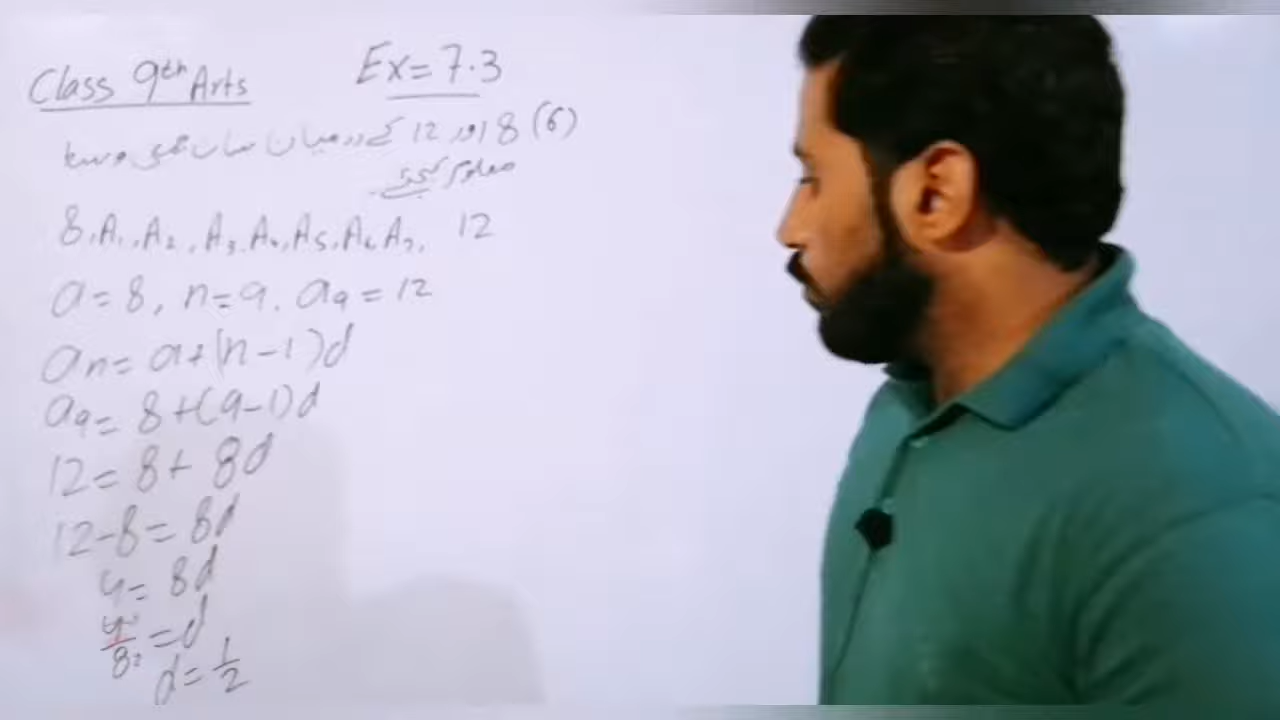 Class 9th Arts
Ex = 7.3
(6) 8 اور 12 کے درمیان سات حسابی وسط
معلوم کیجئے۔
8, A1, A2, A3, A4, A5, A6, A7, 12
a = 8, n = 9, a9 = 12
an = a + (n - 1)d
a9 = 8 + (9 - 1)d
12 = 8 + 8d
12 - 8 = 8d
4 = 8d
4/8 = d
d = 1/2